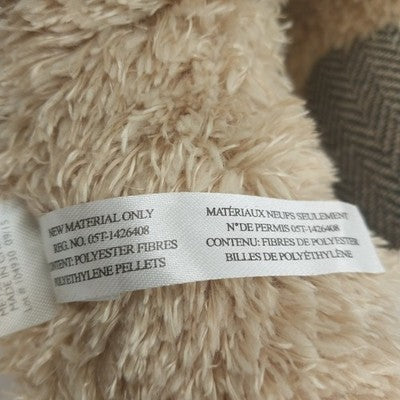 NEW MATERIAL ONLY
REG. NO. 05T-1426408
CONTENT: POLYESTER FIBRES
POLYETHYLENE PELLETS
MATÉRIAUX NEUFS SEULEMENT
N°DE PERMIS 05T-1426408
CONTENU: FIBRES DE POLYESTER
BILLES DE POLYÉTHYLÈNE